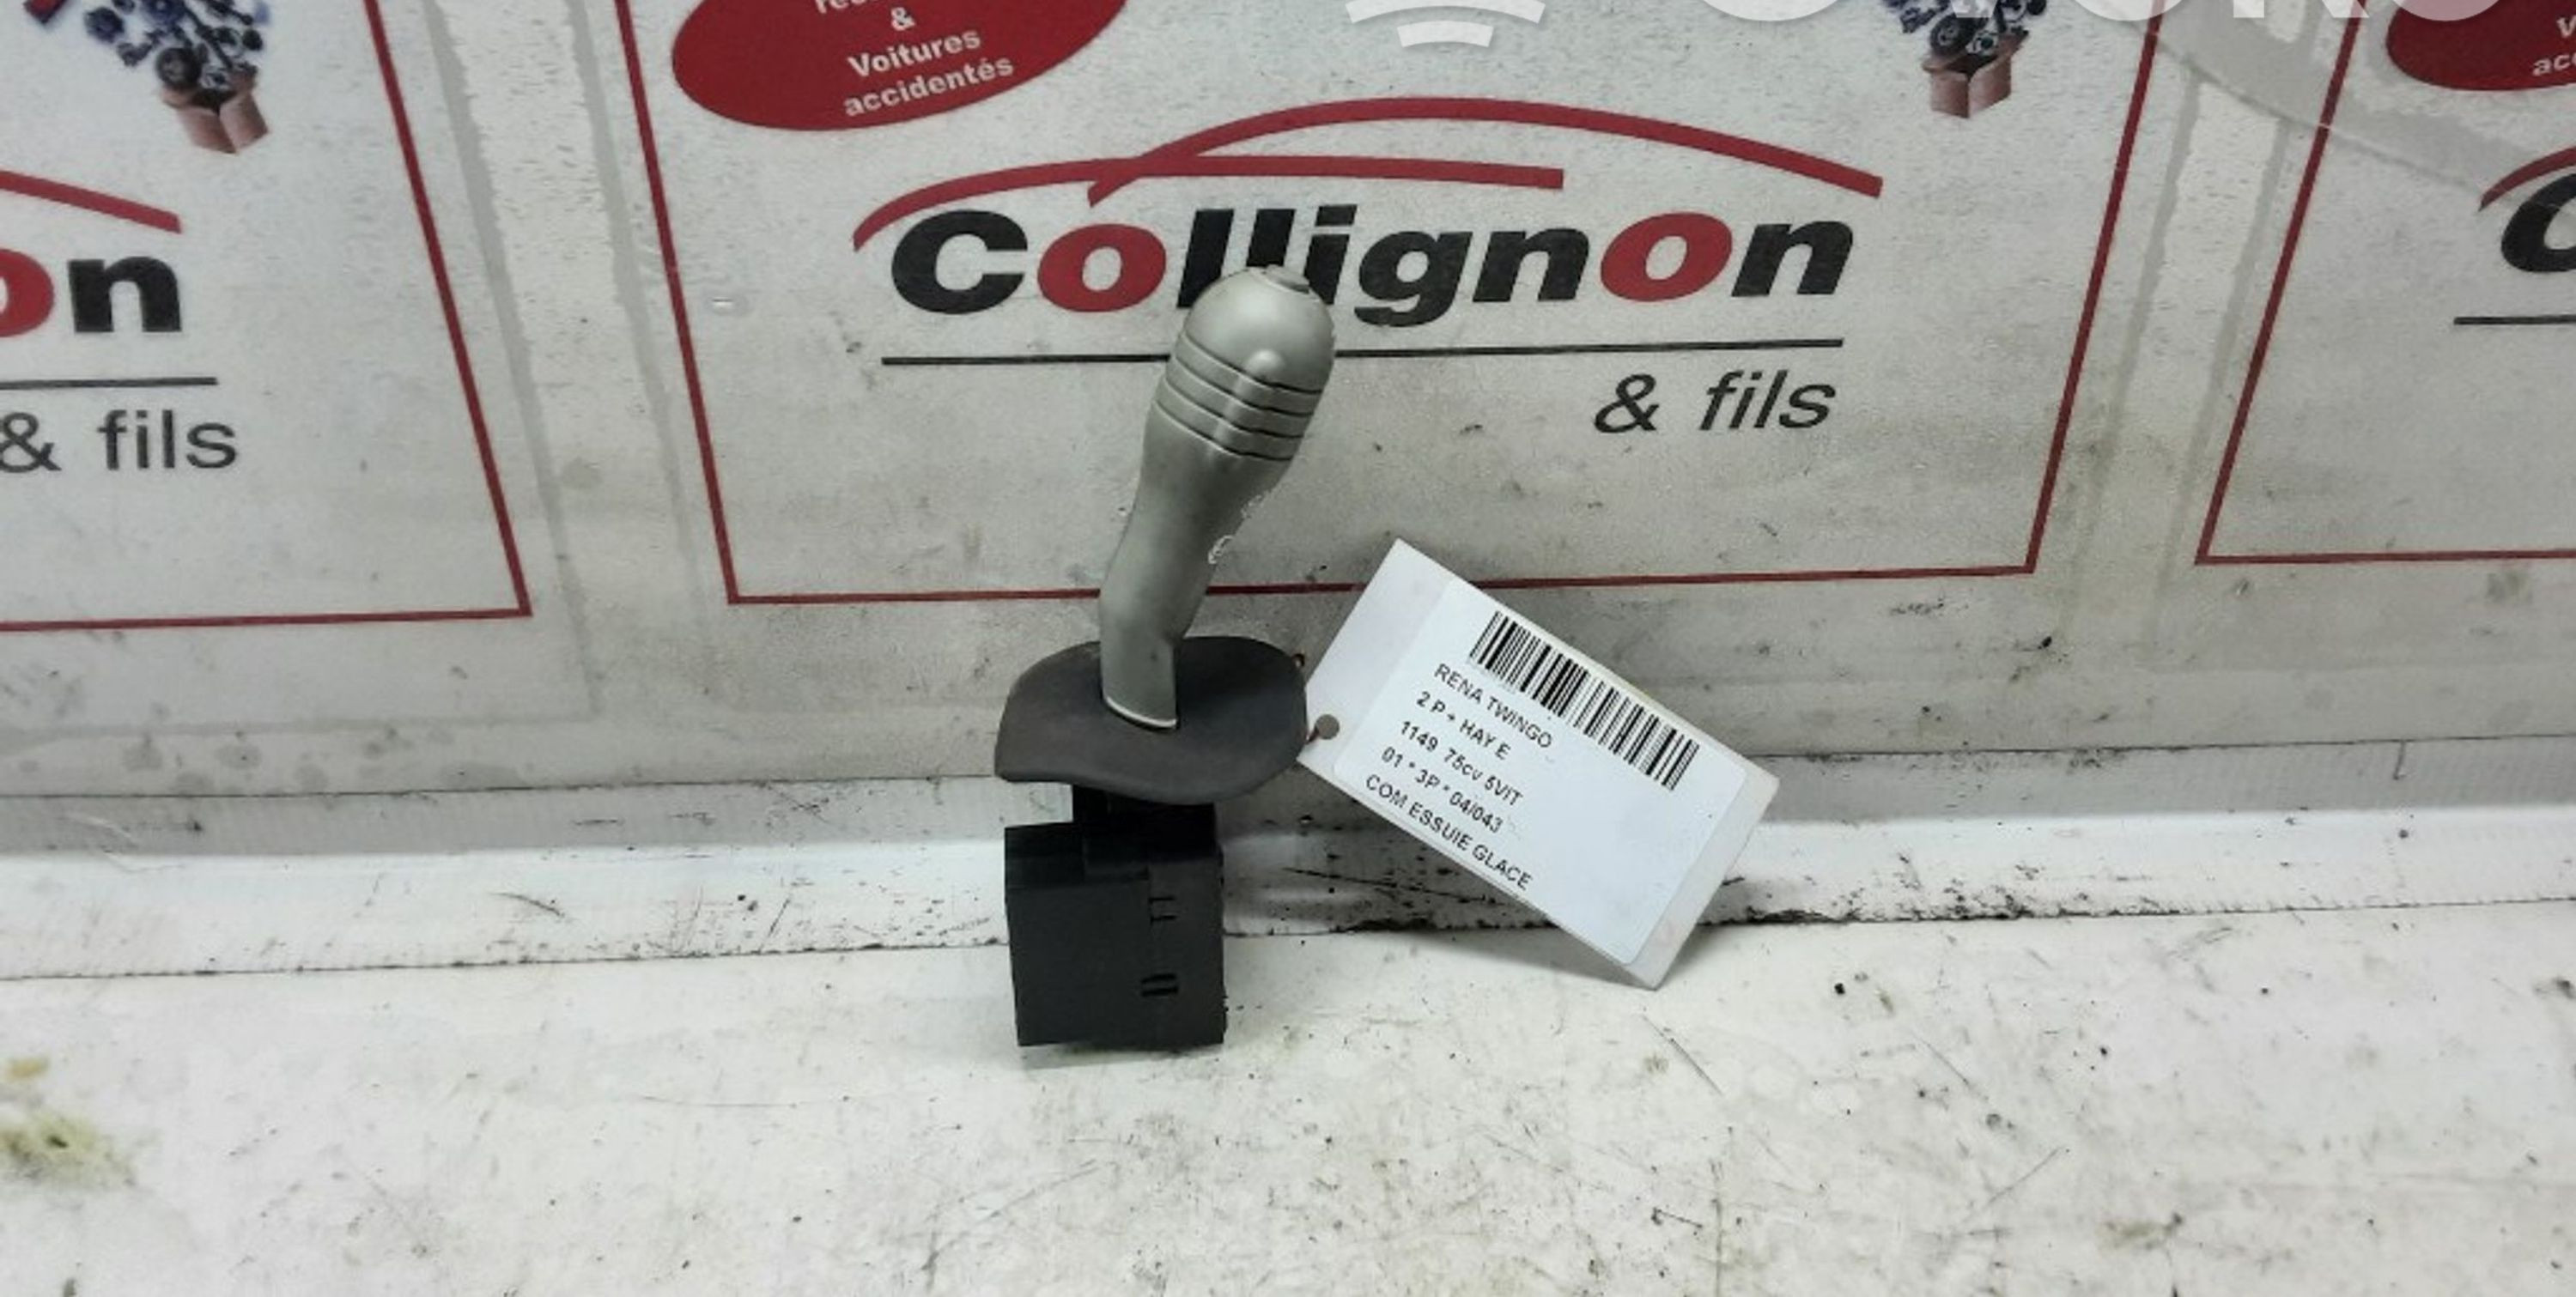 &
Voitures
accidentés
Collignon
& fils
on
& fils
RENA TWINGO
2 P + HAY E
1149 75cv 5VIT
01 * 3P * 04/043
COM ESSUIE GLACE